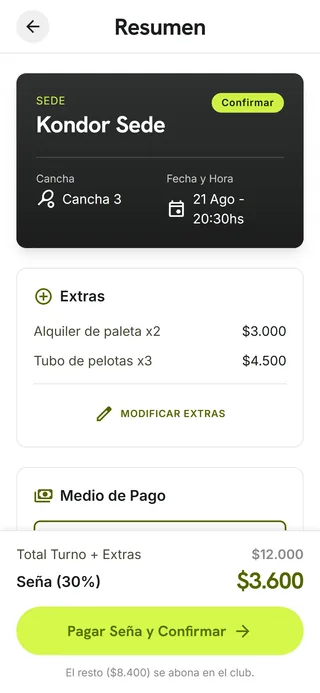 Resumen
SEDE
Confirmar
Kondor Sede
Cancha
Fecha y Hora
Cancha 3
21 Ago -
20:30hs
Extras
Alquiler de paleta x2
$3.000
Tubo de pelotas x3
$4.500
MODIFICAR EXTRAS
Medio de Pago
Total Turno + Extras
$12.000
Seña (30%)
$3.600
Pagar Seña y Confirmar
El resto ($8.400) se abona en el club.